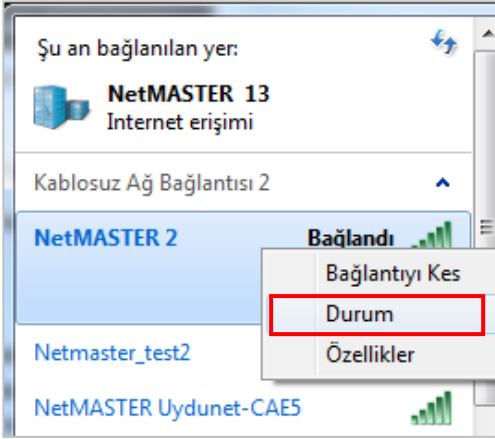 Şu an bağlanılan yer:
NetMASTER 13
Internet erişimi
Kablosuz Ağ Bağlantısı 2
NetMASTER 2 Bağlandı
Bağlantıyı Kes
Durum
Özellikler
Netmaster_test2
NetMASTER Uydunet-CAE5